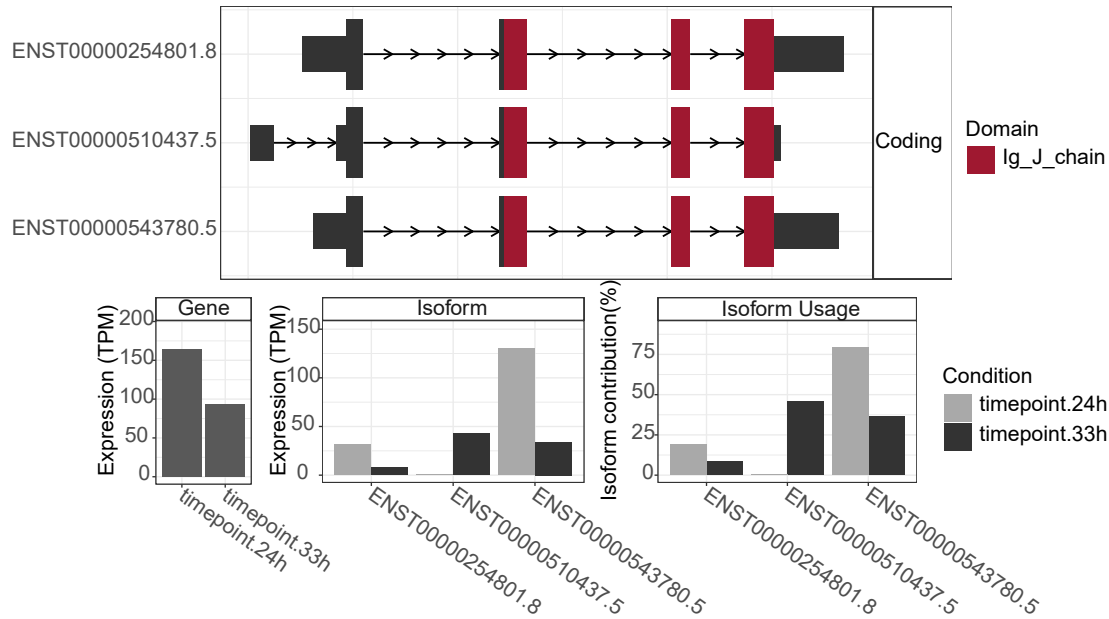 ENST00000254801.8
ENST00000510437.5
ENST00000543780.5
Coding
Domain
Ig_J_chain
Gene
Expression (TPM)
200
150
100
50
0
timepoint.24h
timepoint.33h
Isoform
Expression (TPM)
150
100
50
0
ENST00000254801.8
ENST00000510437.5
ENST00000543780.5
Isoform Usage
Isoform contribution(%)
75
50
25
0
ENST00000254801.8
ENST00000510437.5
ENST00000543780.5
Condition
timepoint.24h
timepoint.33h